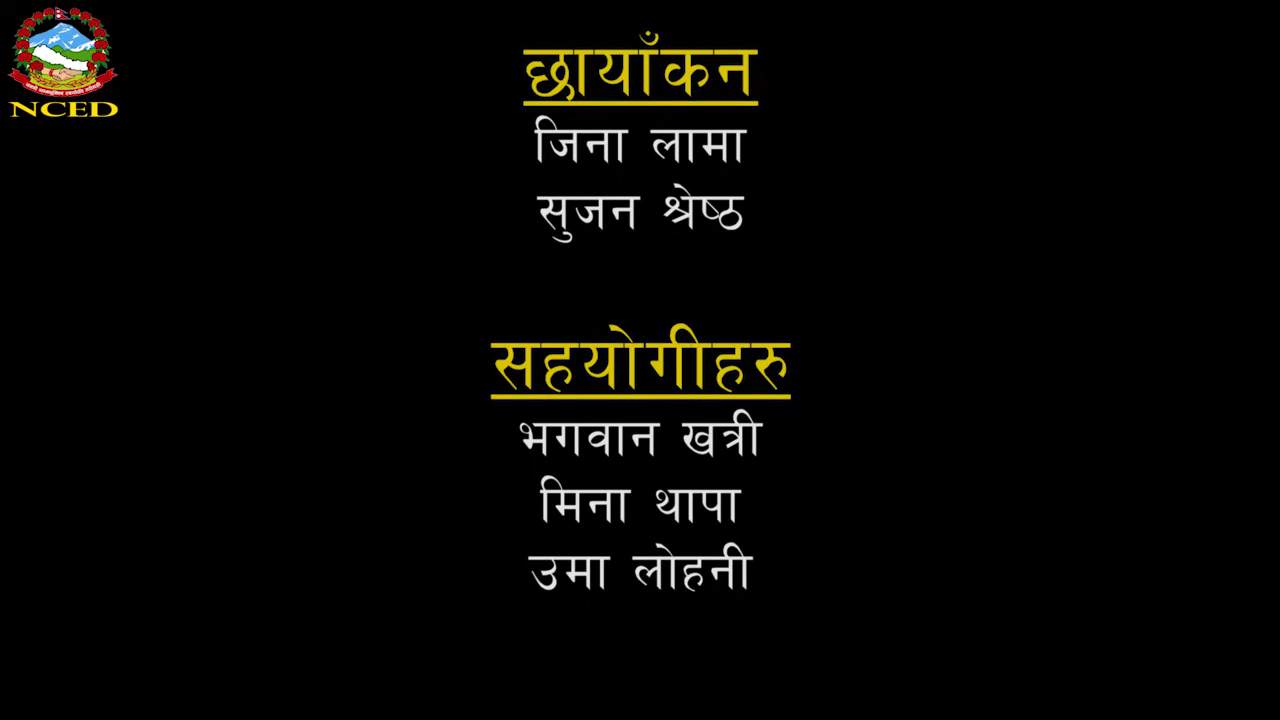 NCED
छायाँकन
जिना लामा
सुजन श्रेष्ठ
सहयोगीहरु
भगवान खत्री
मिना थापा
उमा लोहनी